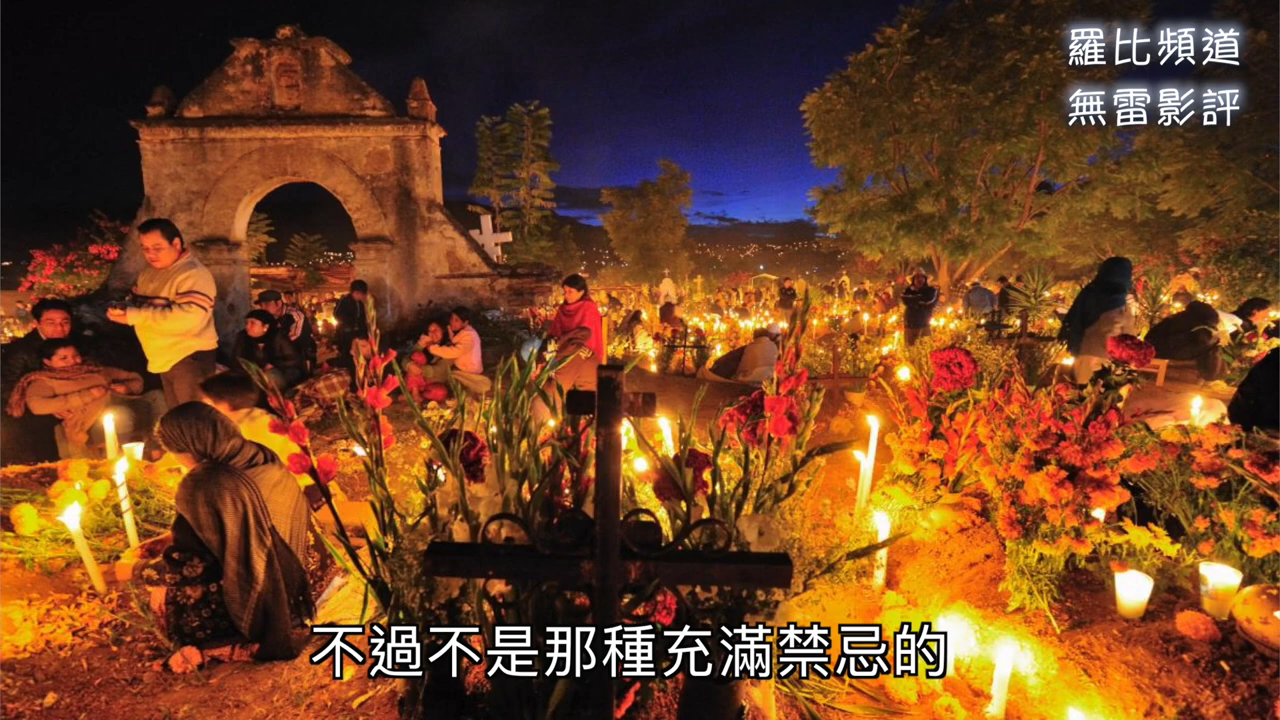 羅比頻道
無雷影評
不過不是那種充滿禁忌的